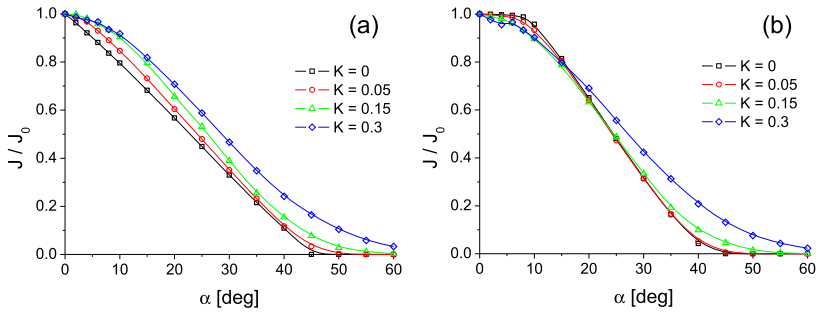 (a)
1.0
0.8
0.6
0.4
0.2
0.0
J / J0
K = 0
K = 0.05
K = 0.15
K = 0.3
0 10 20 30 40 50 60
α [deg]
(b)
1.0
0.8
0.6
0.4
0.2
0.0
J / J0
K = 0
K = 0.05
K = 0.15
K = 0.3
0 10 20 30 40 50 60
α [deg]